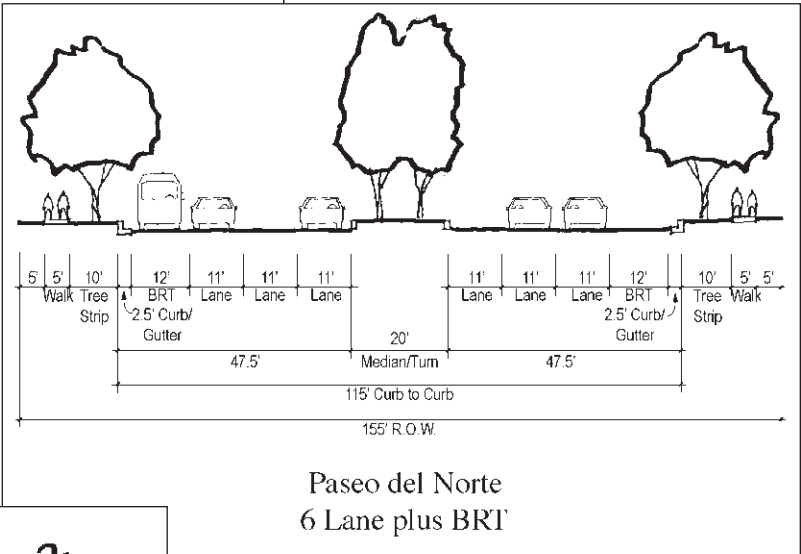 5' 5' 10' 12' 11' 11' 11' 11' 11' 11' 12' 10' 5' 5'
Walk Tree BRT Lane Lane Lane Lane Lane Lane BRT Tree Walk
Strip 2.5' Curb/ 2.5' Curb/ Strip
Gutter 20' Gutter
47.5' Median/Turn 47.5'
115' Curb to Curb
155' R.O.W.
Paseo del Norte
6 Lane plus BRT